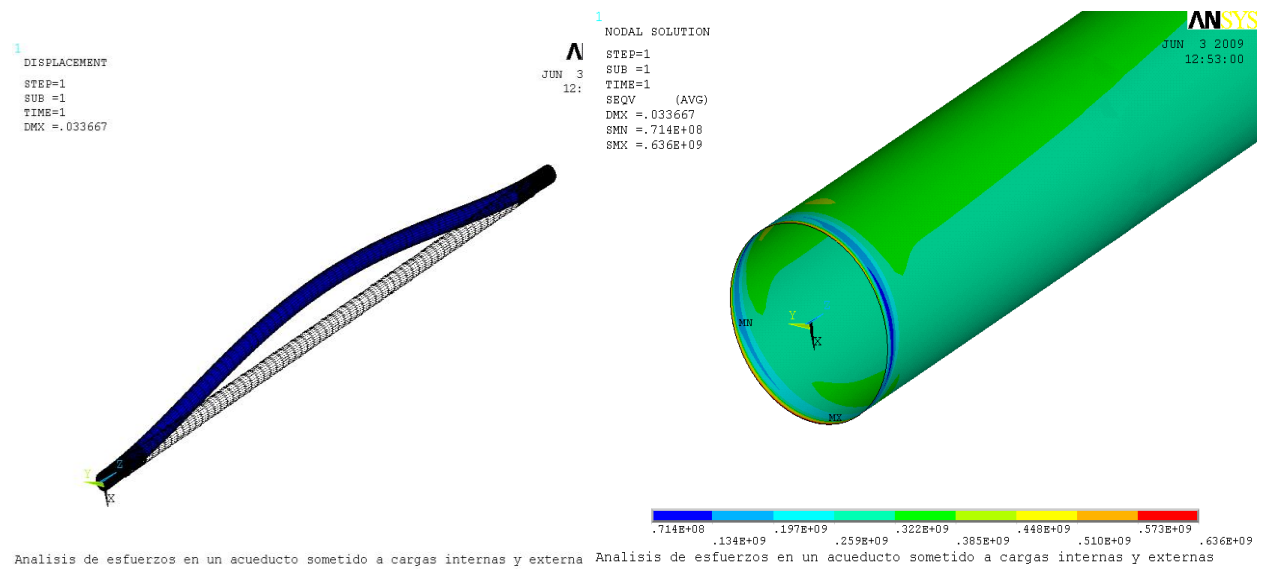 1
DISPLACEMENT
STEP=1
SUB =1
TIME=1
DMX =.033667
JUN 3
12:
Y
Z
X
Analisis de esfuerzos en un acueducto sometido a cargas internas y externa
1
NODAL SOLUTION
STEP=1
SUB =1
TIME=1
SEQV (AVG)
DMX =.033667
SMN =.714E+08
SMX =.636E+09
ANSYS
JUN 3 2009
12:53:00
MN
Y
X
MX
.714E+08 .197E+09 .322E+09 .448E+09 .573E+09
.134E+09 .259E+09 .385E+09 .510E+09 .636E+09
Analisis de esfuerzos en un acueducto sometido a cargas internas y externas